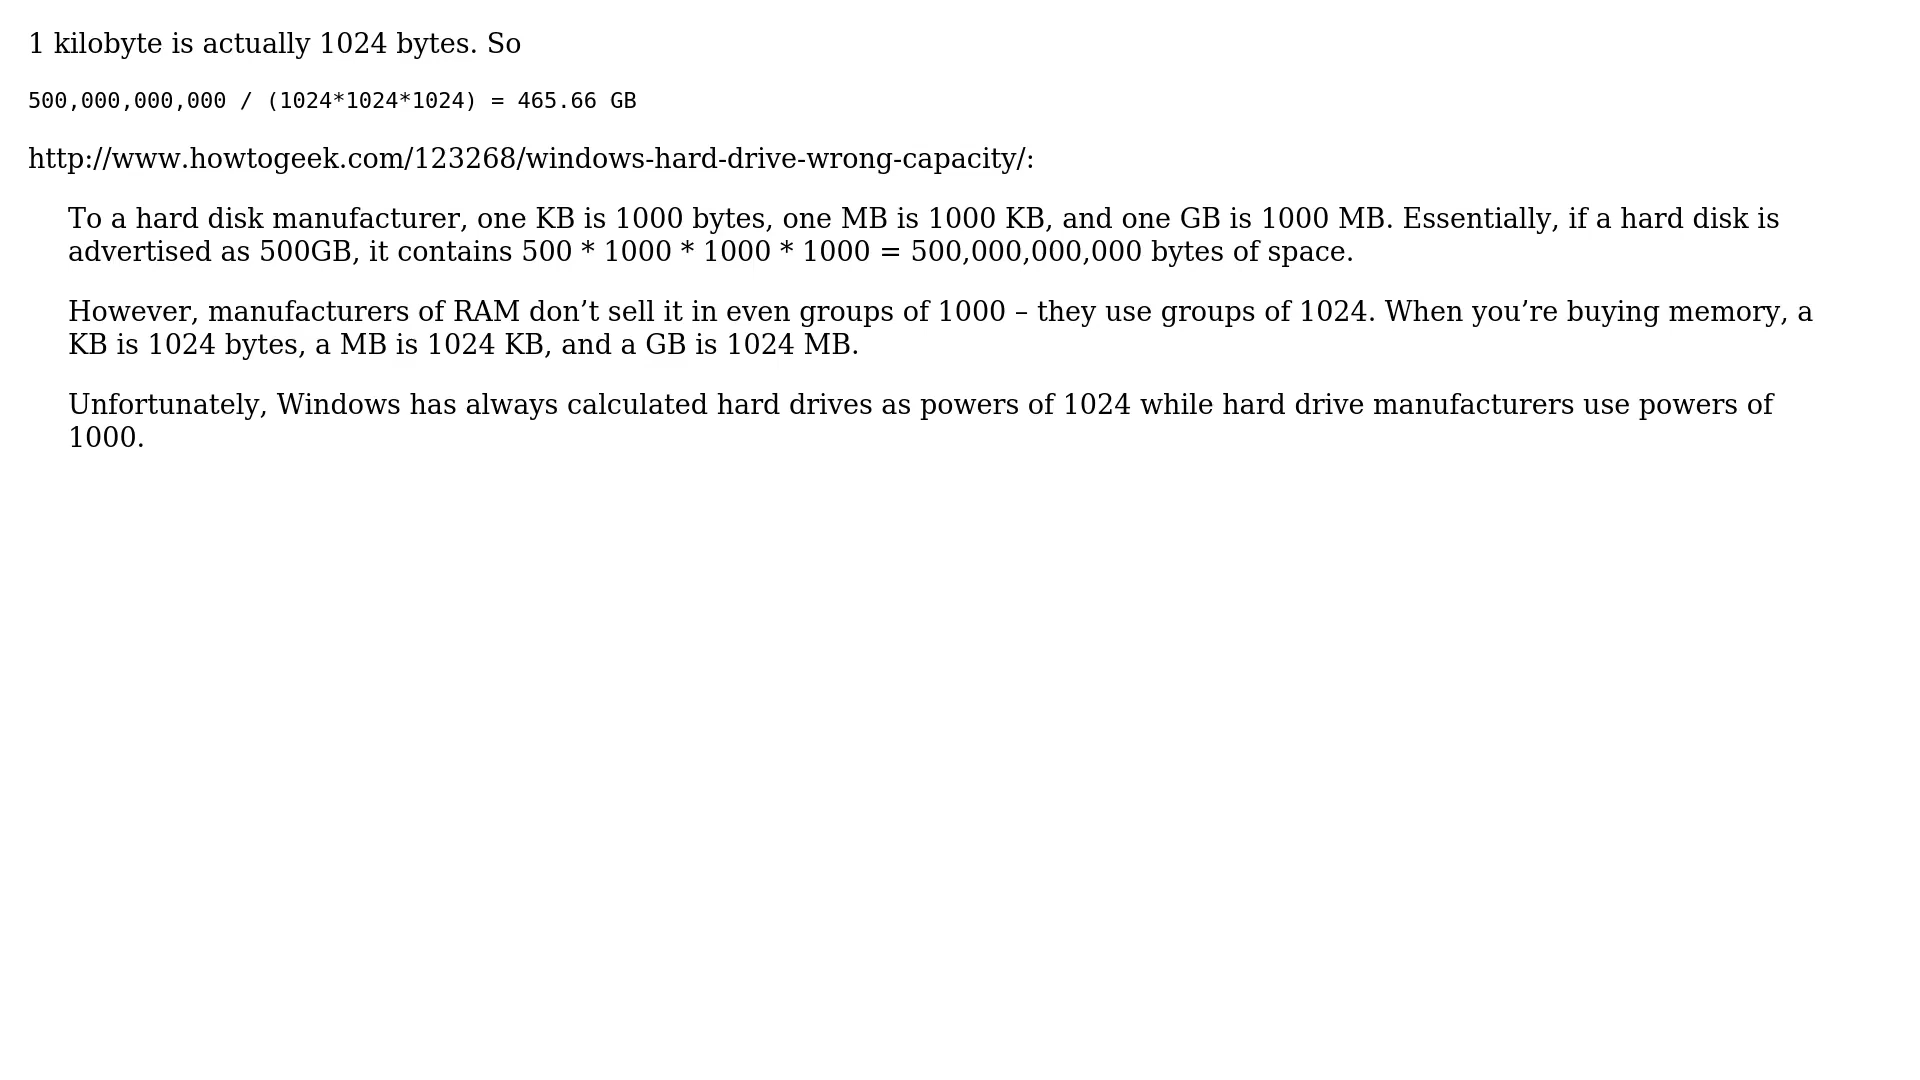 1 kilobyte is actually 1024 bytes. So
500,000,000,000 / (1024*1024*1024) = 465.66 GB
http://www.howtogeek.com/123268/windows-hard-drive-wrong-capacity/:
To a hard disk manufacturer, one KB is 1000 bytes, one MB is 1000 KB, and one GB is 1000 MB. Essentially, if a hard disk is
advertised as 500GB, it contains 500 * 1000 * 1000 * 1000 = 500,000,000,000 bytes of space.
However, manufacturers of RAM don’t sell it in even groups of 1000 – they use groups of 1024. When you’re buying memory, a
KB is 1024 bytes, a MB is 1024 KB, and a GB is 1024 MB.
Unfortunately, Windows has always calculated hard drives as powers of 1024 while hard drive manufacturers use powers of
1000.